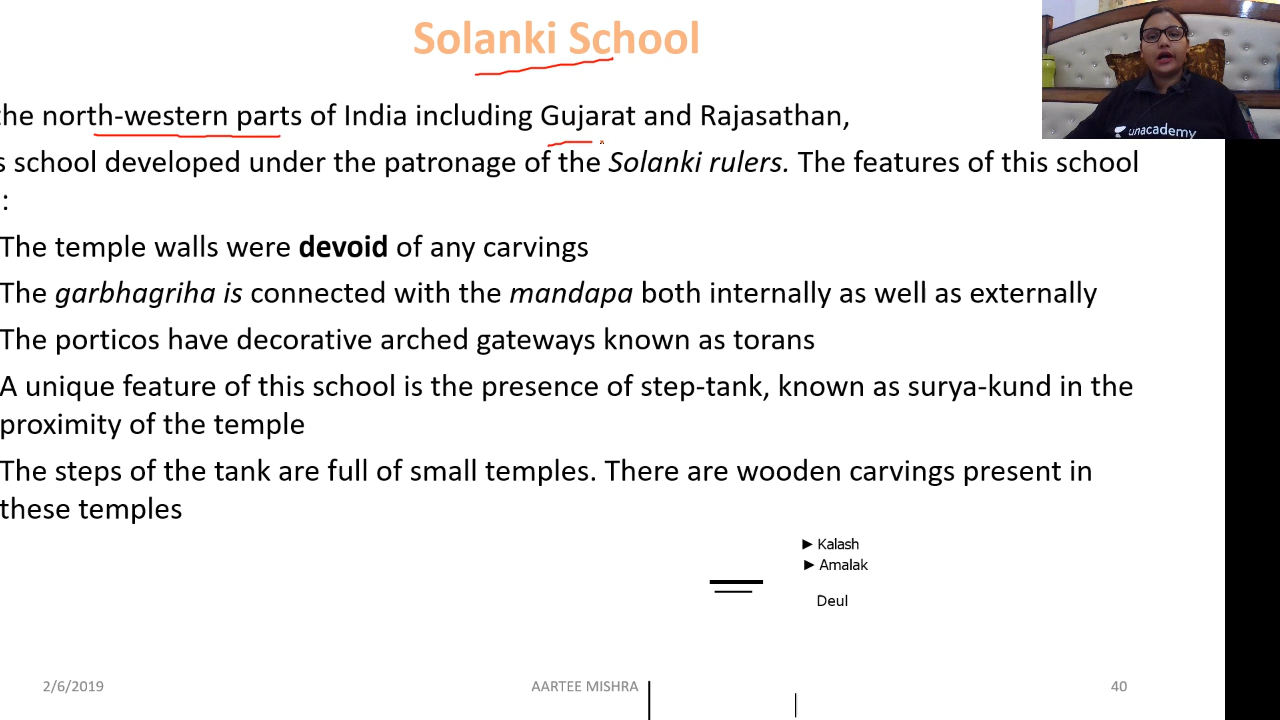 Solanki School
the north-western parts of India including Gujarat and Rajasathan,
s school developed under the patronage of the Solanki rulers. The features of this school
:
The temple walls were devoid of any carvings
The garbhagriha is connected with the mandapa both internally as well as externally
The porticos have decorative arched gateways known as torans
A unique feature of this school is the presence of step-tank, known as surya-kund in the
proximity of the temple
The steps of the tank are full of small temples. There are wooden carvings present in
these temples
► Kalash
► Amalak
Deul
2/6/2019 AARTEE MISHRA 40
unacademy